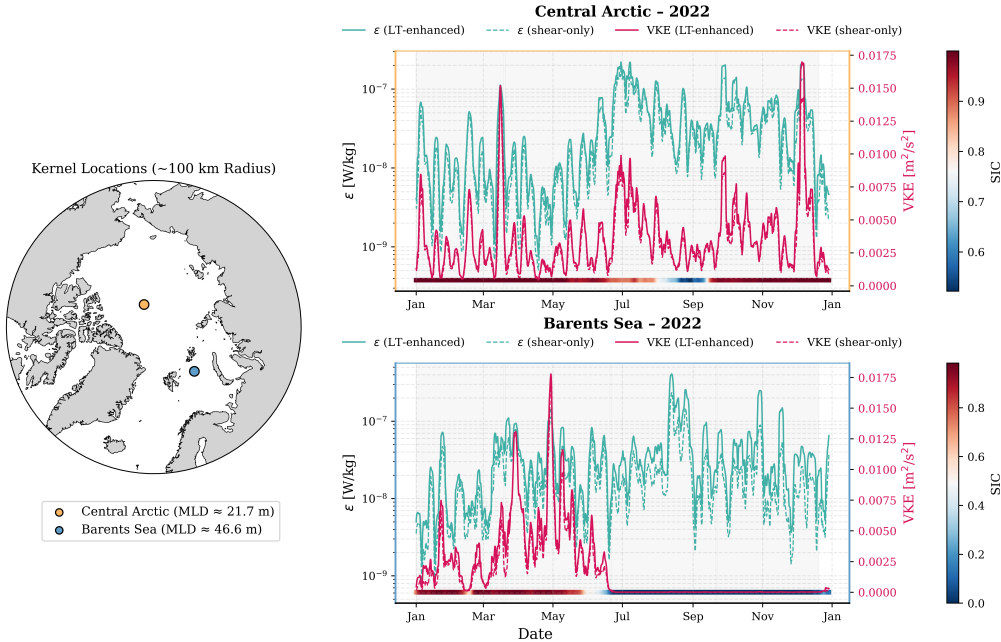 Kernel Locations (~100 km Radius)
Central Arctic (MLD ≈ 21.7 m)
Barents Sea (MLD ≈ 46.6 m)
Central Arctic – 2022
ε (LT-enhanced) ε (shear-only) VKE (LT-enhanced) VKE (shear-only)
ε [W/kg]
10⁻⁷
10⁻⁸
10⁻⁹
0.0175
0.0150
0.0125
0.0100
0.0075
0.0050
0.0025
0.0000
VKE [m²/s²]
Jan Mar May Jul Sep Nov Jan
0.9
0.8
0.7
0.6
SIC
Barents Sea – 2022
ε (LT-enhanced) ε (shear-only) VKE (LT-enhanced) VKE (shear-only)
ε [W/kg]
10⁻⁷
10⁻⁸
10⁻⁹
0.0175
0.0150
0.0125
0.0100
0.0075
0.0050
0.0025
0.0000
VKE [m²/s²]
Jan Mar May Jul Sep Nov Jan
Date
0.8
0.6
0.4
0.2
0.0
SIC